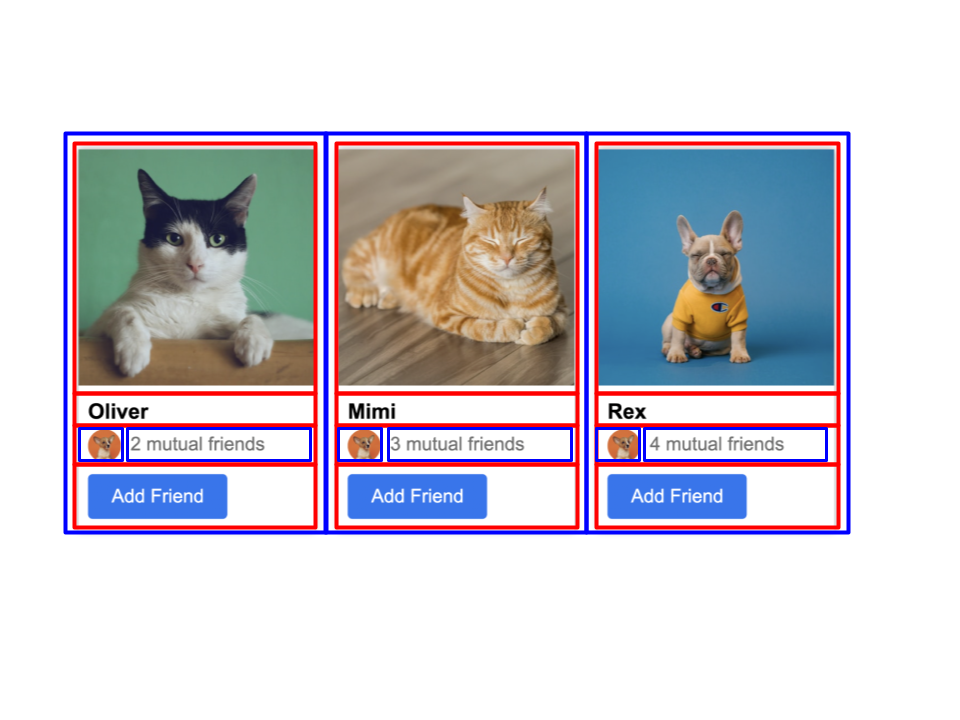 Oliver
2 mutual friends
Add Friend
Mimi
3 mutual friends
Add Friend
Rex
4 mutual friends
Add Friend